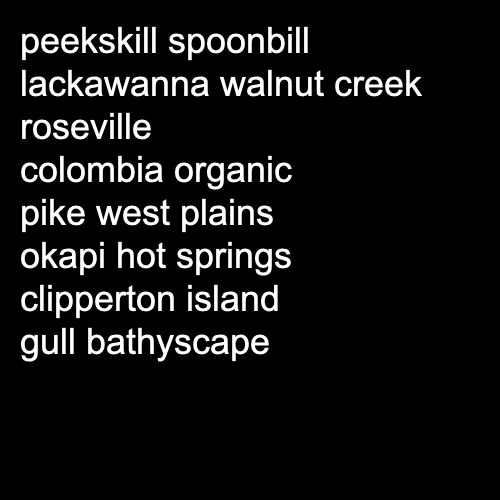 peekskill spoonbill
lackawanna walnut creek
roseville
colombia organic
pike west plains
okapi hot springs
clipperton island
gull bathyscape